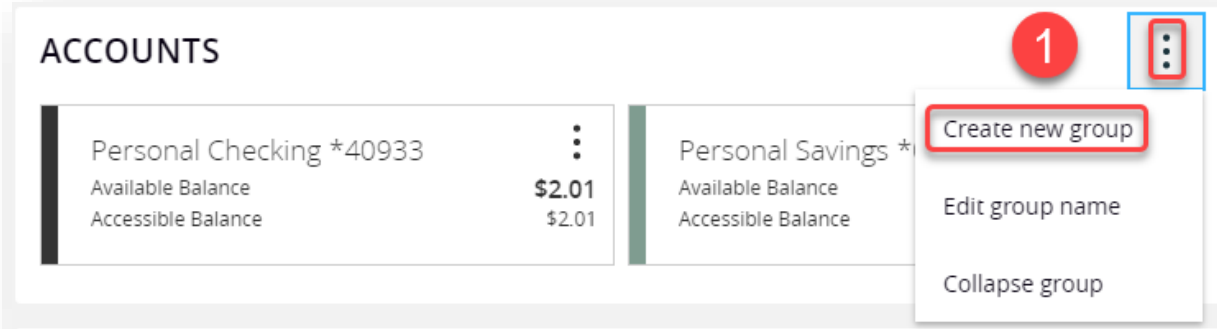 ACCOUNTS
1
Personal Checking *40933
Available Balance $2.01
Accessible Balance $2.01
Personal Savings *
Available Balance
Accessible Balance
Create new group
Edit group name
Collapse group